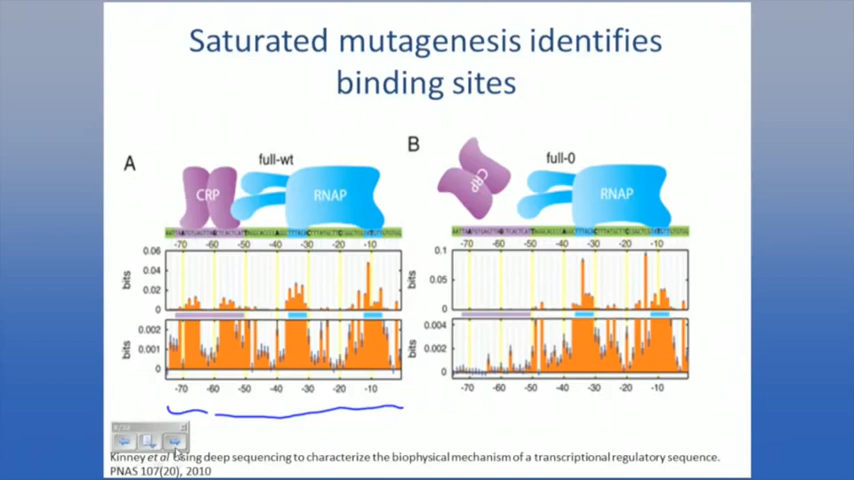 Saturated mutagenesis identifies
binding sites
A
full-wt
CRP
RNAP
-70 -60 -50 -40 -30 -20 -10
bits
0.06
0.04
0.02
0
bits
0.002
0.001
0
-70 -60 -50 -40 -30 -20 -10
B
full-0
CRP
RNAP
-70 -60 -50 -40 -30 -20 -10
bits
0.1
0.05
0
bits
0.004
0.002
0
-70 -60 -50 -40 -30 -20 -10
Kinney et al Using deep sequencing to characterize the biophysical mechanism of a transcriptional regulatory sequence.
PNAS 107(20), 2010